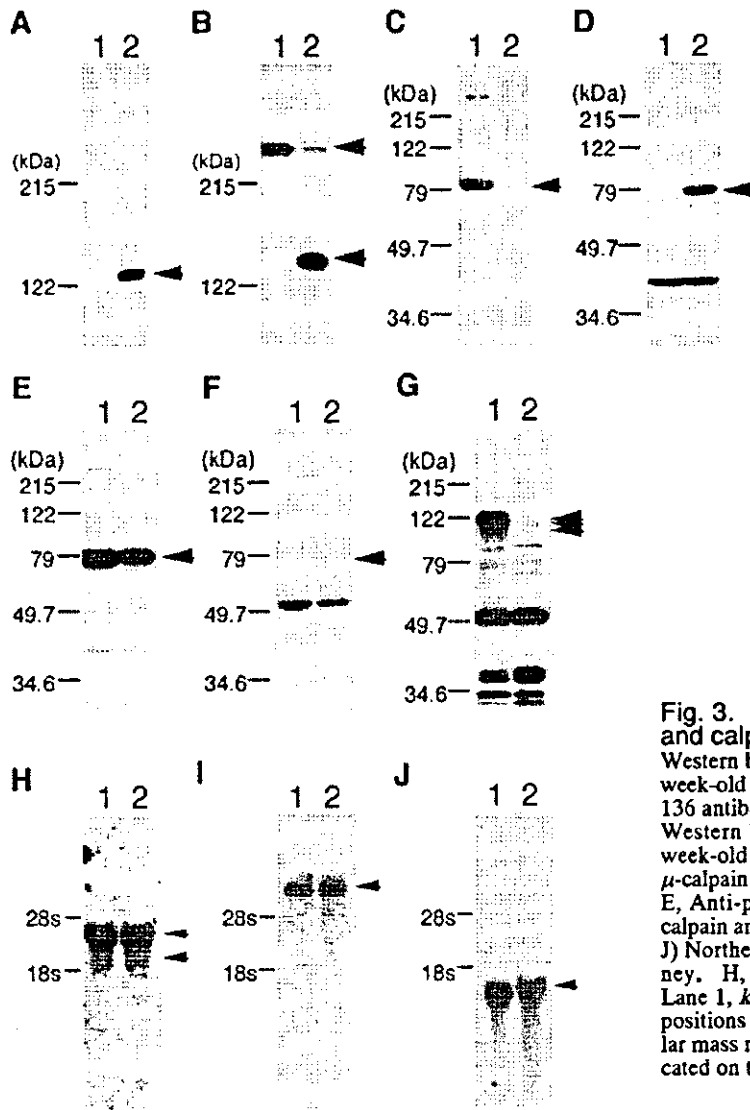 A
B
C
D
1 2
1 2
1 2
1 2
(kDa)
215
122
(kDa)
215
122
(kDa)
215
122
79
49.7
34.6
(kDa)
215
122
79
49.7
34.6
E
F
G
1 2
1 2
1 2
(kDa)
215
122
79
49.7
34.6
(kDa)
215
122
79
49.7
34.6
(kDa)
215
122
79
49.7
34.6
H
I
J
1 2
1 2
1 2
28s
18s
28s
18s
28s
18s
Fig. 3.
and calp
Western b
week-old
136 antib
Western
week-old
μ-calpain
E, Anti-p
calpain an
J) Northe
ney. H,
Lane 1, k
positions
lar mass n
cated on t